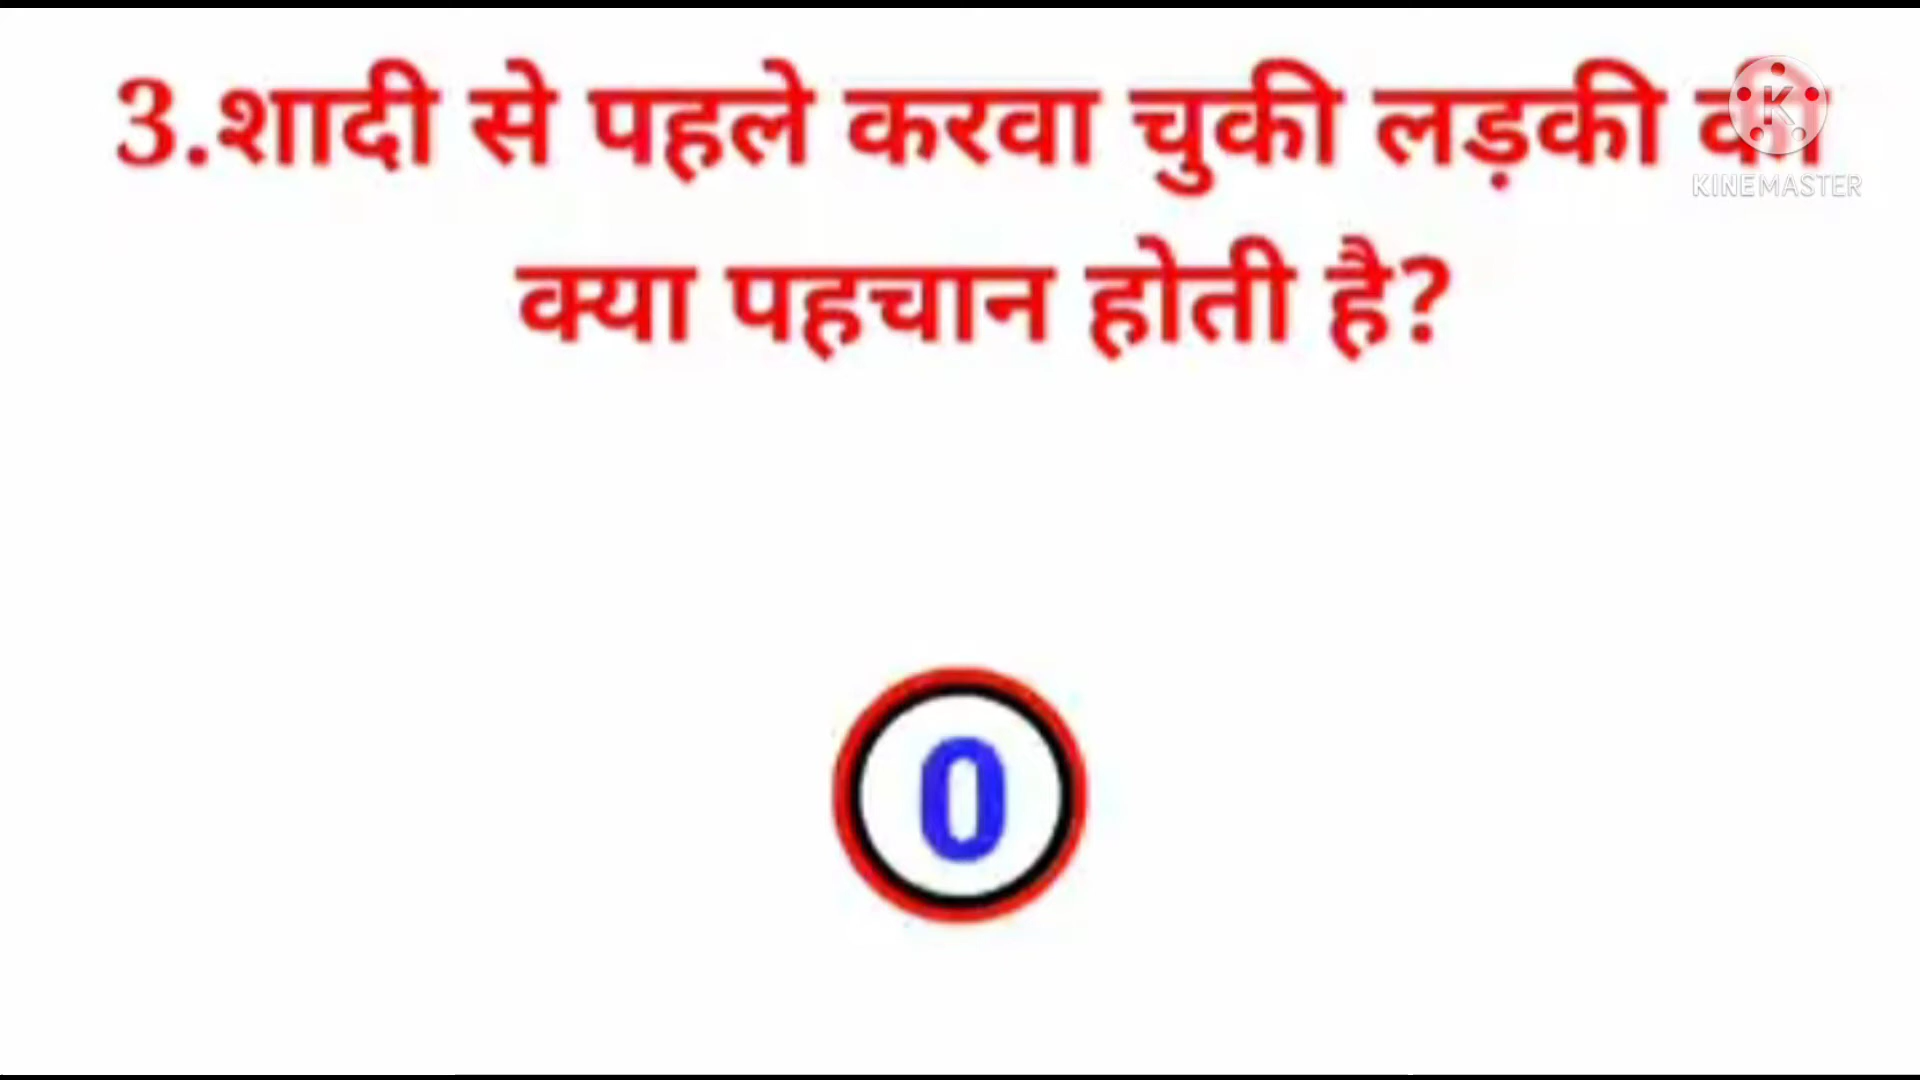 3.शादी से पहले करवा चुकी लड़की की
KINEMASTER
क्या पहचान होती है?
0